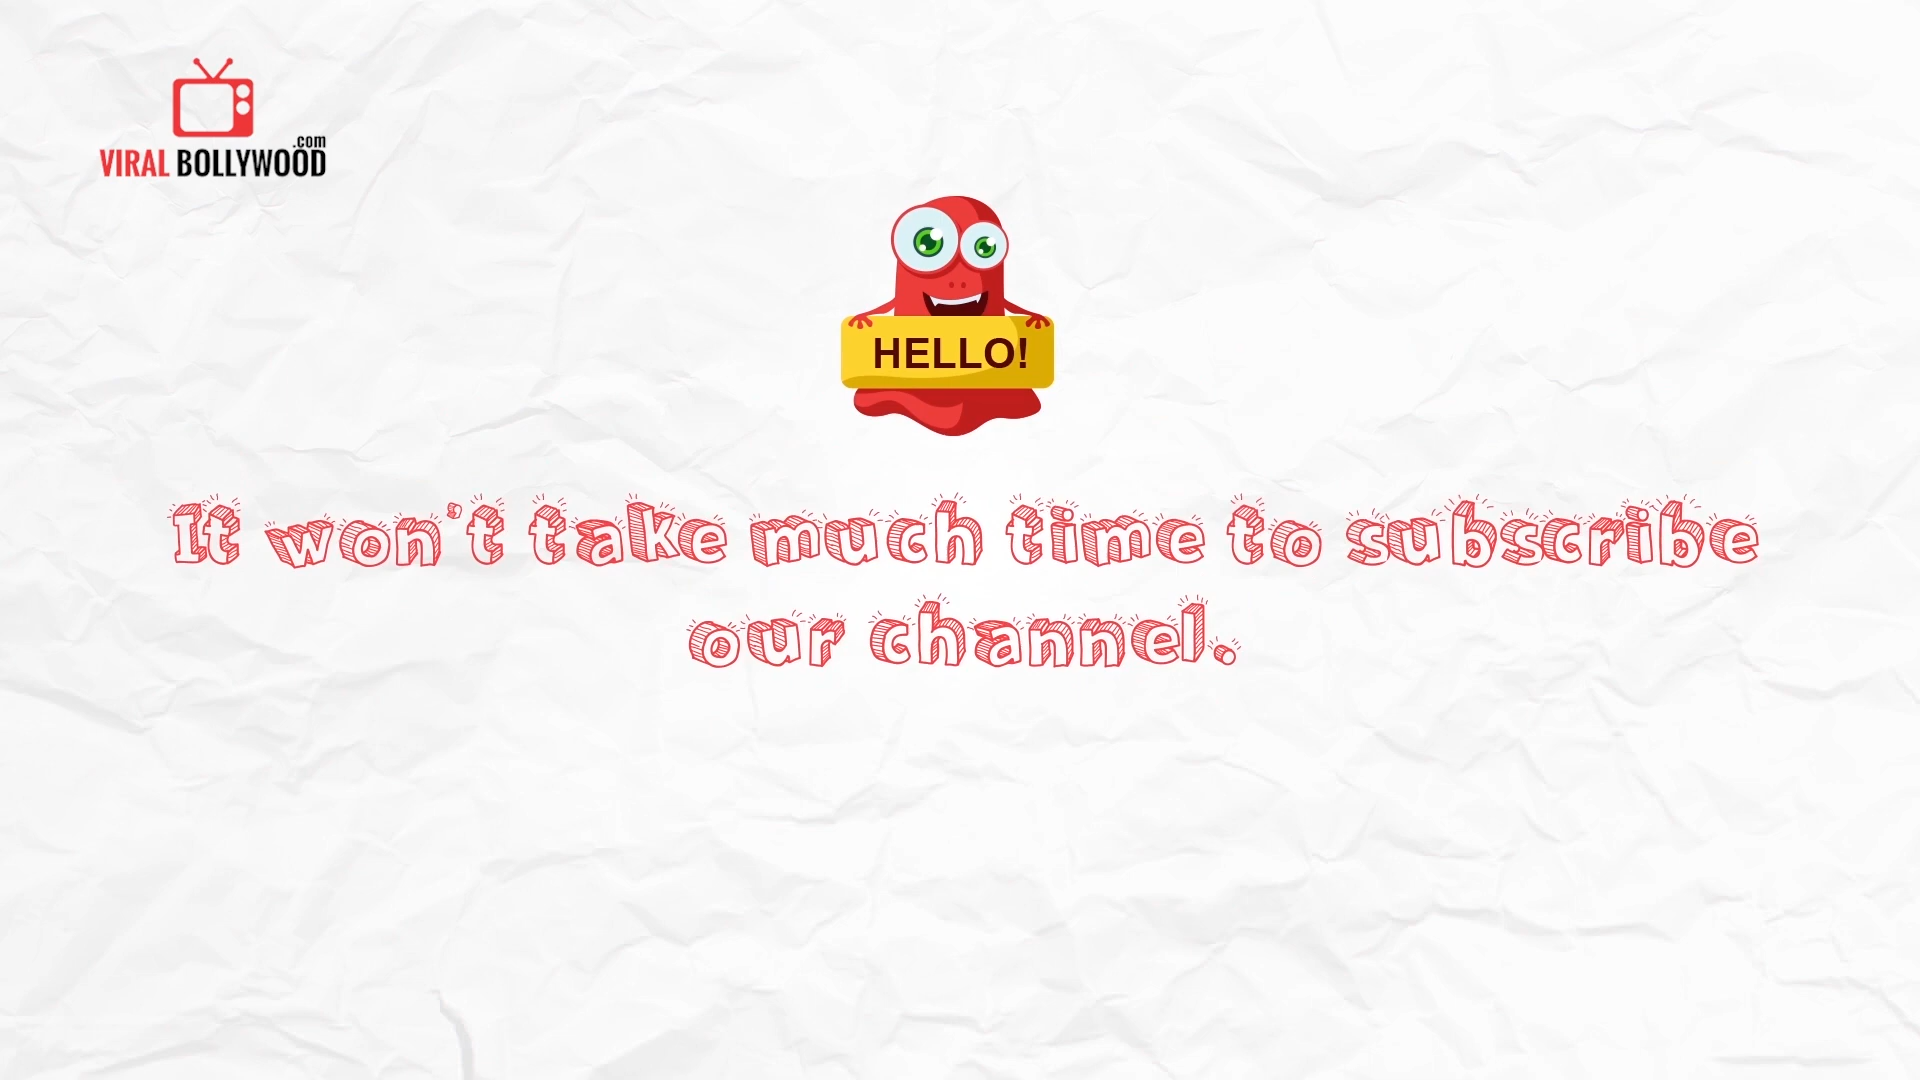 .com
VIRAL BOLLYWOOD
HELLO!
It won't take much time to subscribe
our channel.